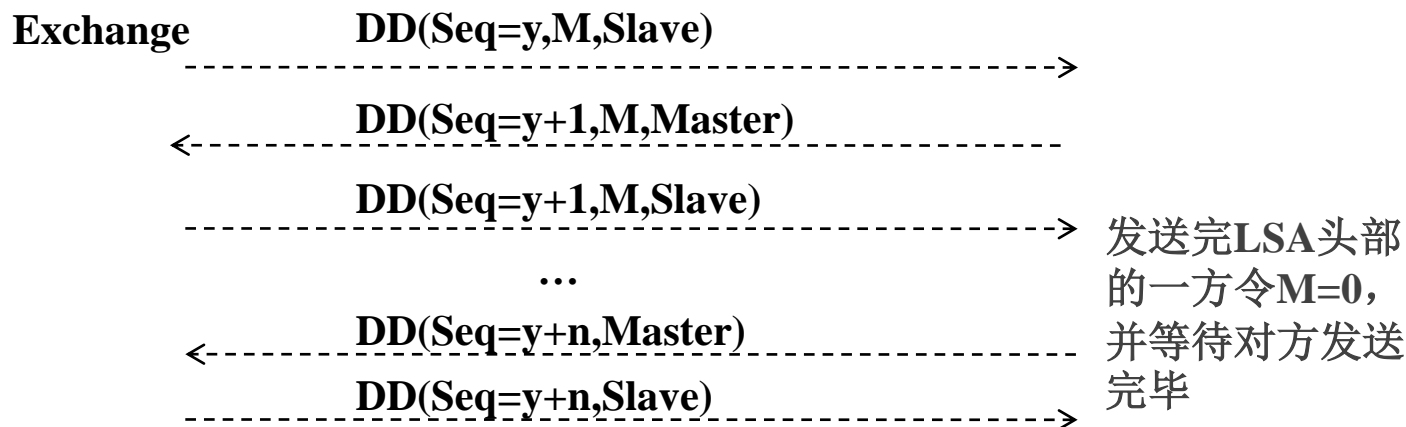 Exchange DD(Seq=y,M,Slave)
DD(Seq=y+1,M,Master)
DD(Seq=y+1,M,Slave)
…
DD(Seq=y+n,Master)
DD(Seq=y+n,Slave)
发送完LSA头部
的一方令M=0，
并等待对方发送
完毕